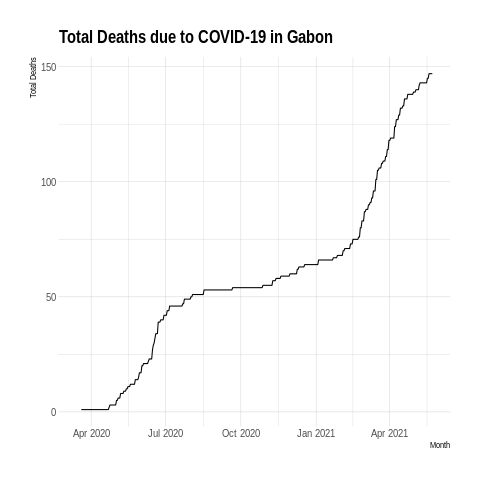 Total Deaths due to COVID-19 in Gabon
Total Deaths
150
100
50
0
Apr 2020 Jul 2020 Oct 2020 Jan 2021 Apr 2021
Month